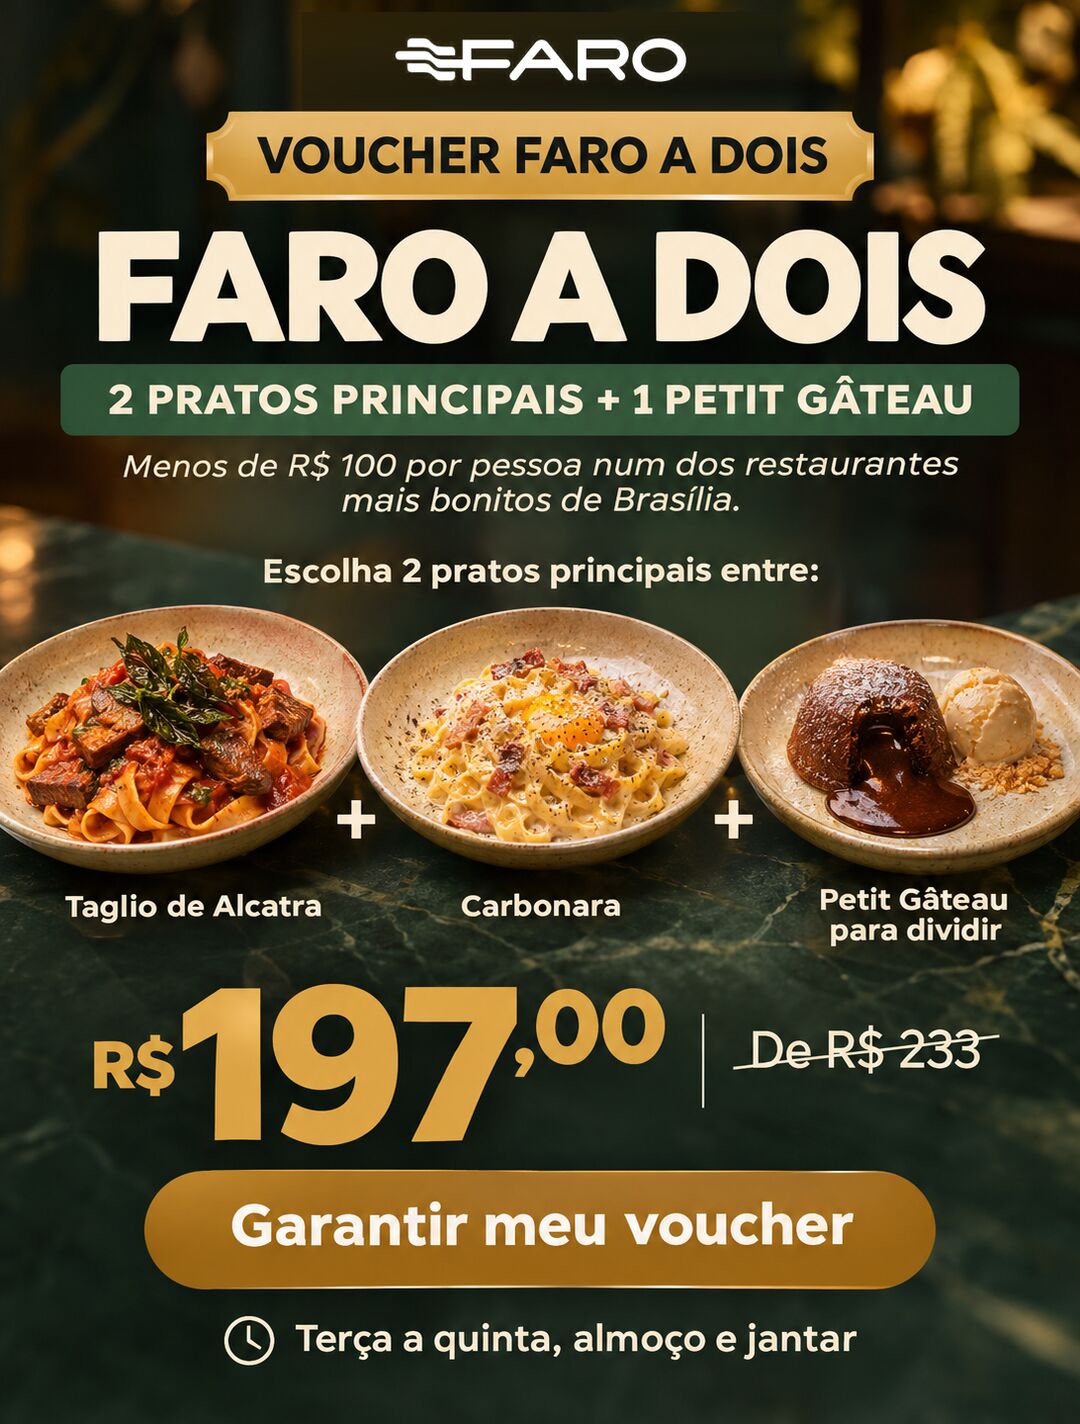 FARO
VOUCHER FARO A DOIS
FARO A DOIS
2 PRATOS PRINCIPAIS + 1 PETIT GÂTEAU
Menos de R$ 100 por pessoa num dos restaurantes
mais bonitos de Brasília.
Escolha 2 pratos principais entre:
+ +
Taglio de Alcatra
Carbonara
Petit Gâteau
para dividir
R$197,00
De R$ 233
Garantir meu voucher
Terça a quinta, almoço e jantar